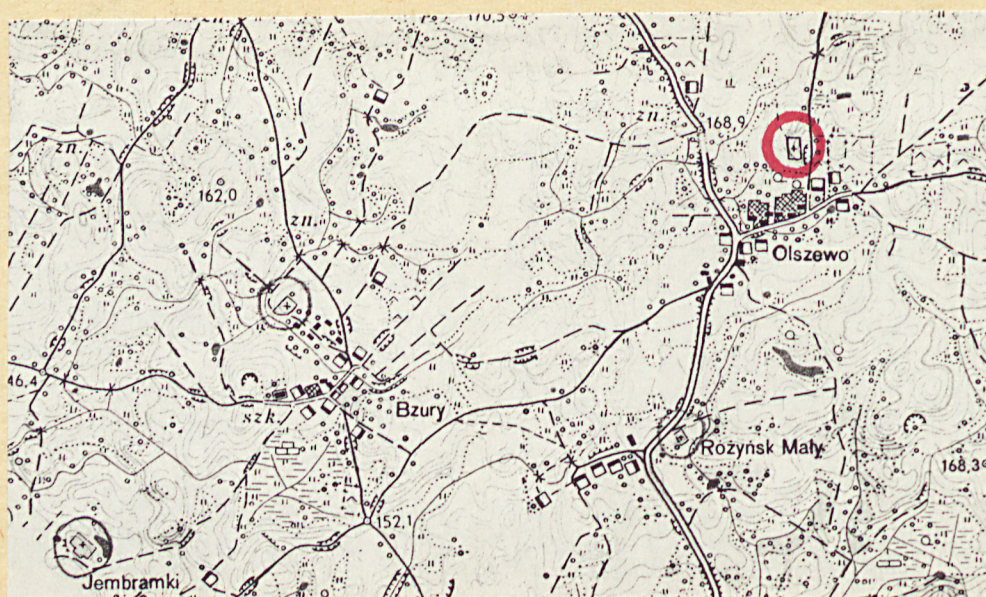 170,5
zn.
zn.
168,9
zn.
162,0
zn.
Olszewo
46,4
szk.
Bzury
Rożyńsk Mały
168,3
152,1
Jembramki